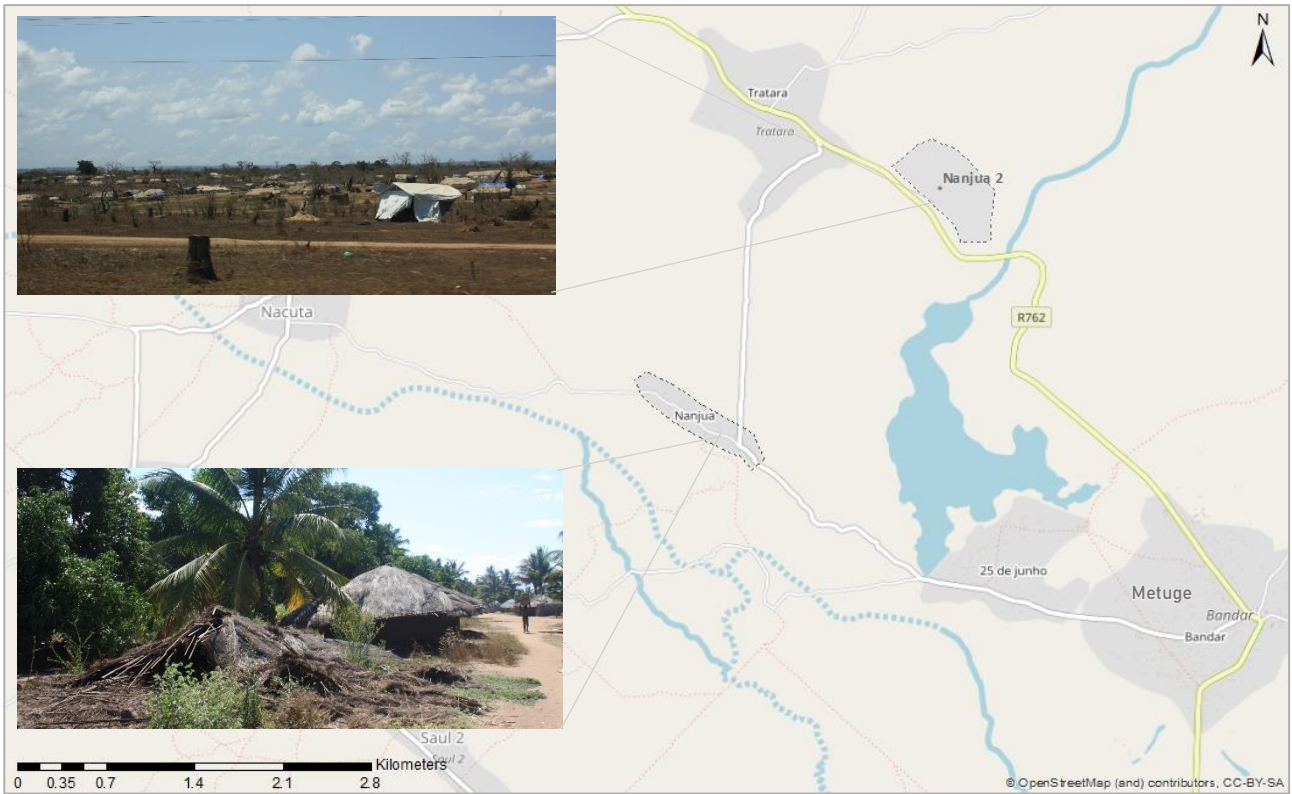 N
Tratara
Trataro
Nanjua 2
R762
Nacuta
Nanjua
25 de junho
Metuge
Bandar
Bandar
Saul 2
Saul 2
Kilometers
0 0.35 0.7 1.4 2.1 2.8
© OpenStreetMap (and) contributors, CC-BY-SA